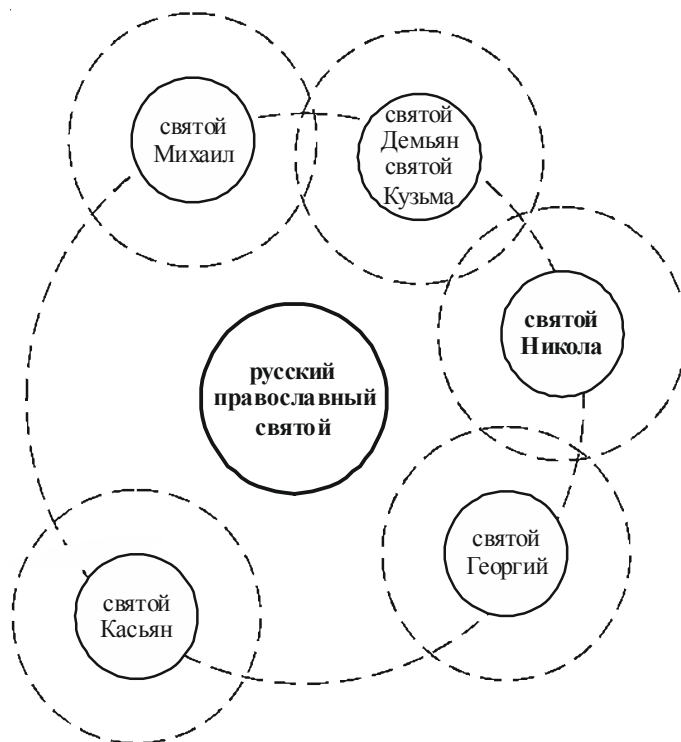 святой
Михаил
святой
Демьян
святой
Кузьма
святой
Никола
русский
православный
святой
святой
Георгий
святой
Касьян